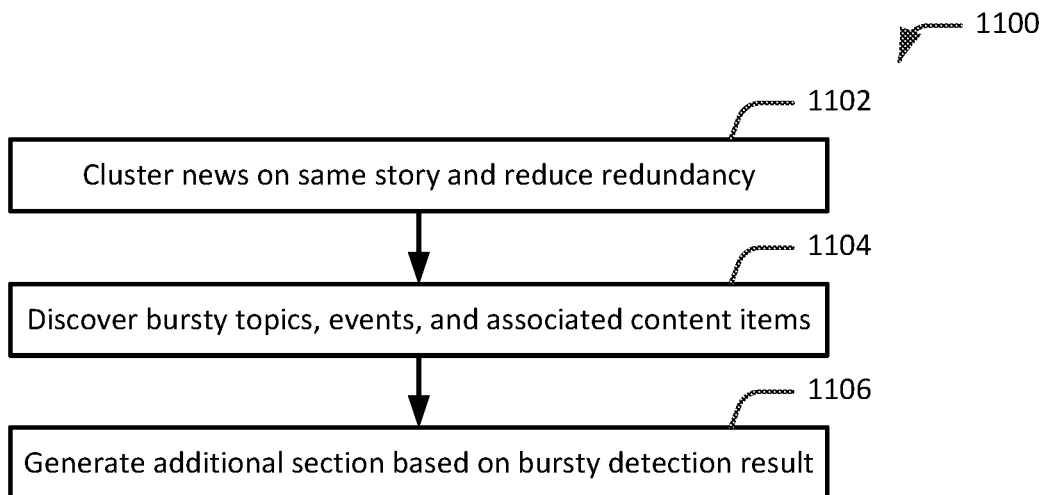 1100
1102
Cluster news on same story and reduce redundancy
1104
Discover bursty topics, events, and associated content items
1106
Generate additional section based on bursty detection result